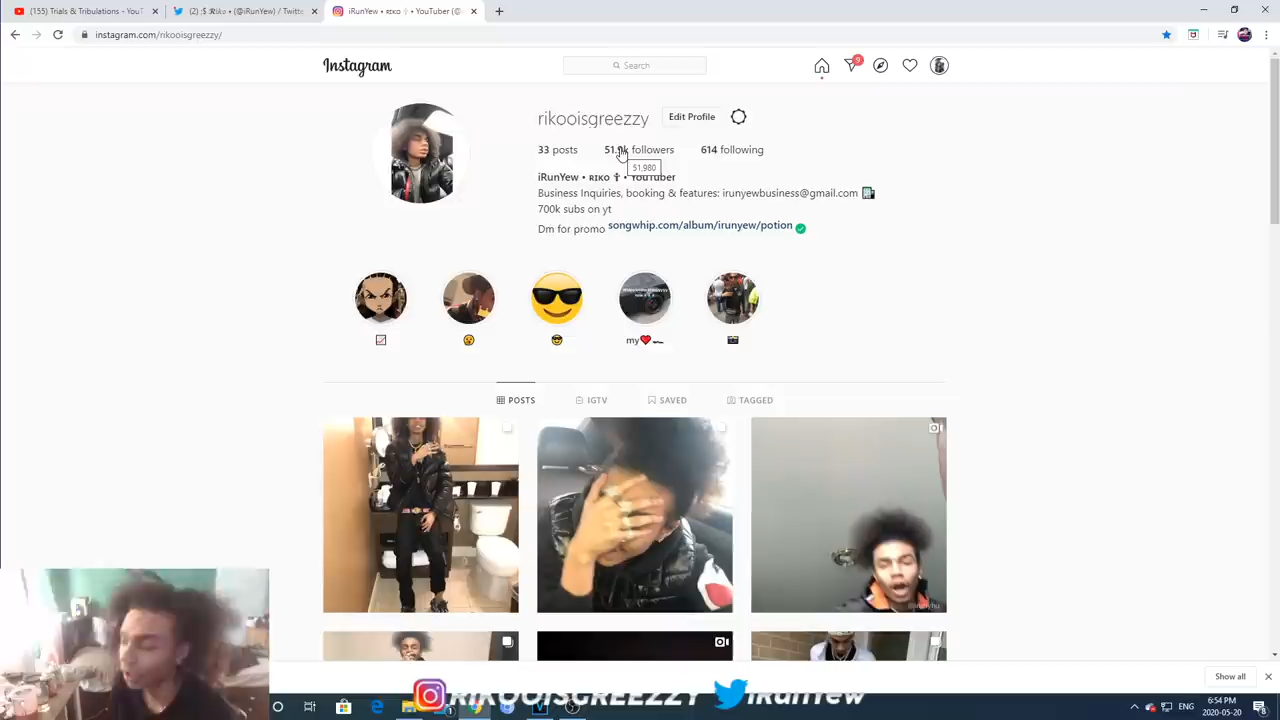 (155) Trials & Tribulations - YouT
(2) :$ 𝓡𝓲𝓴𝓸 (@iRunYew) / Twitte
iRunYew • ʀɪᴋᴏ ✞ • YouTuber (@
instagram.com/rikooisgreezzy/
Instagram
Search
9
rikooisgreezzy
Edit Profile
33 posts
51.9k followers
614 following
51,980
iRunYew • ʀɪᴋᴏ ✞ • YouTuber
Business Inquiries, booking & features: irunyewbusiness@gmail.com
700k subs on yt
Dm for promo songwhip.com/album/irunyew/potion
my❤️
POSTS
IGTV
SAVED
TAGGED
Show all
RIKOOISGREEZZY
iRunYew
ENG
6:54 PM
2020-05-20